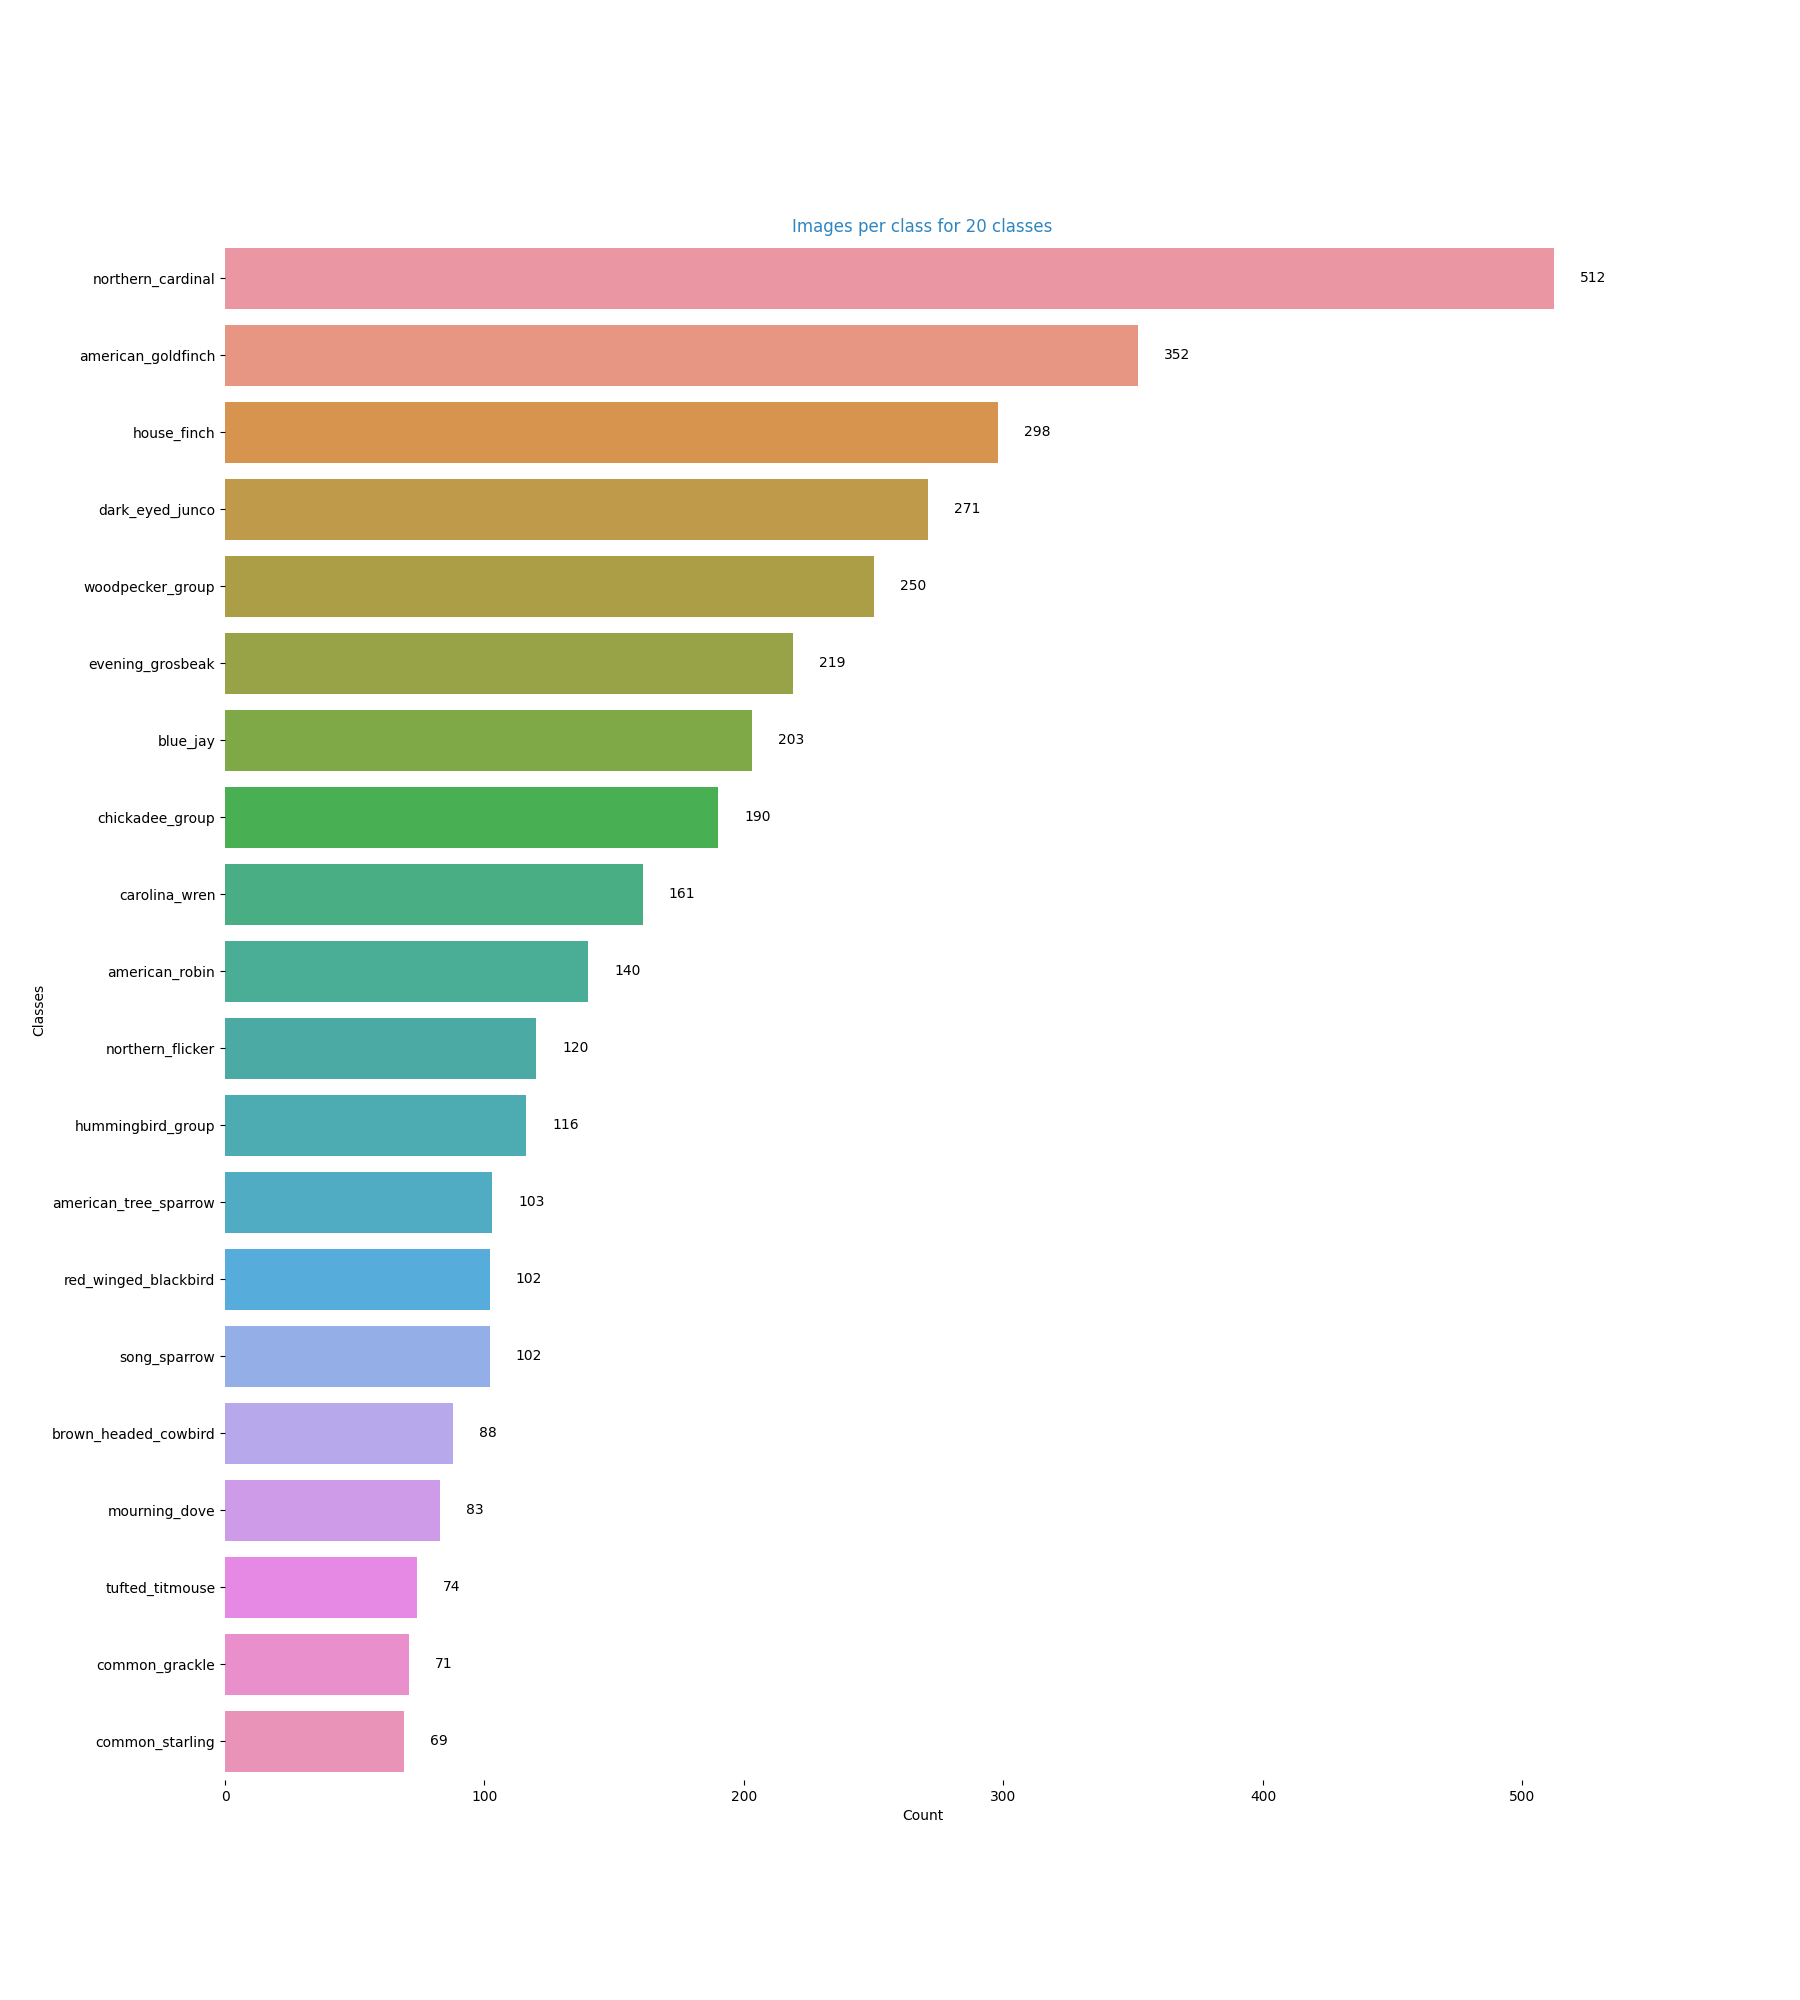 Images per class for 20 classes
northern_cardinal 512
american_goldfinch 352
house_finch 298
dark_eyed_junco 271
woodpecker_group 250
evening_grosbeak 219
blue_jay 203
chickadee_group 190
carolina_wren 161
american_robin 140
Classes
northern_flicker 120
hummingbird_group 116
american_tree_sparrow 103
red_winged_blackbird 102
song_sparrow 102
brown_headed_cowbird 88
mourning_dove 83
tufted_titmouse 74
common_grackle 71
common_starling 69
0 100 200 300 400 500
Count